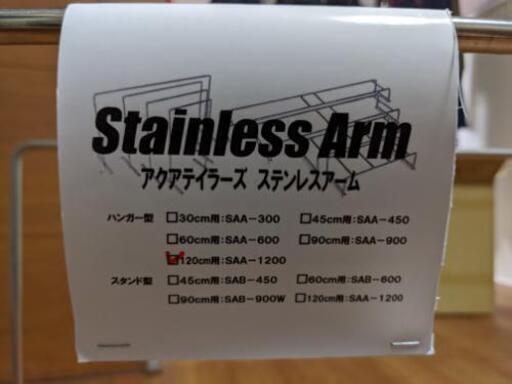 Stainless Arm
アクアテイラーズ ステンレスアーム
ハンガー型 □30cm用:SAA-300 □45cm用:SAA-450
□60cm用:SAA-600 □90cm用:SAA-900
☑120cm用:SAA-1200
スタンド型 □45cm用:SAB-450 □60cm用:SAB-600
□90cm用:SAB-900W □120cm用:SAA-1200